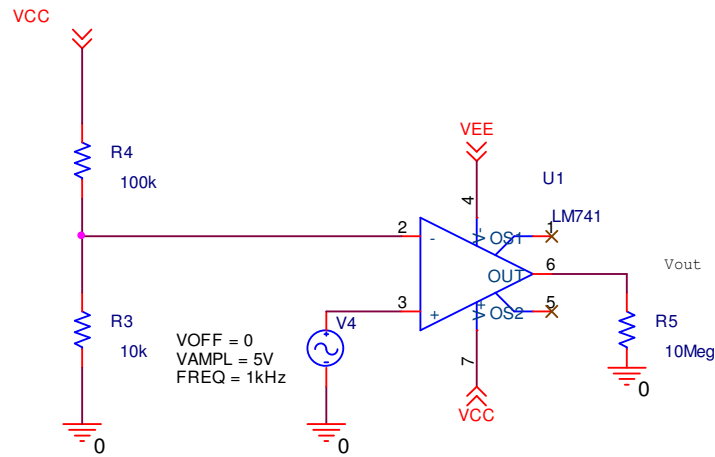 VCC
R4
100k
VEE
4
U1
LM741
2
-
V-
OS1
1
OUT
6
Vout
3
+
V+
OS2
5
R3
10k
V4
VOFF = 0
VAMPL = 5V
FREQ = 1kHz
R5
10Meg
7
VCC
0
0
0